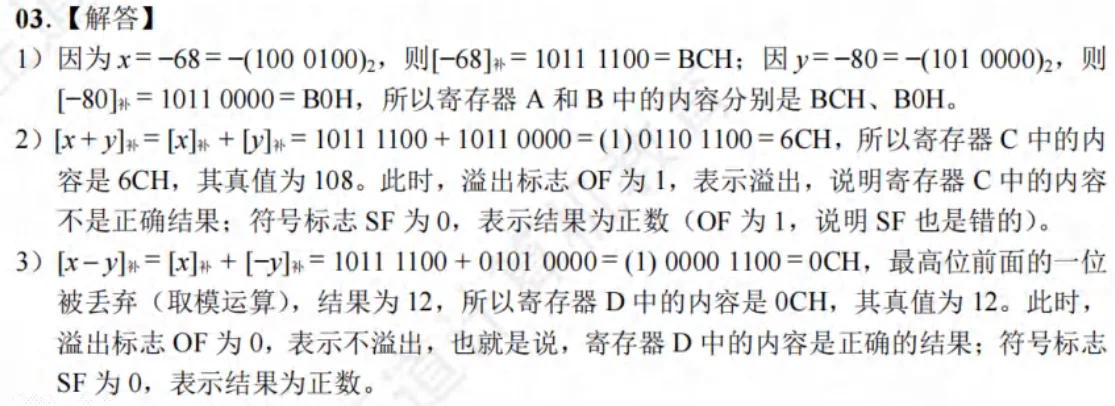 03.【解答】
1）因为 x = −68 = −(100 0100)₂，则[−68]补 = 1011 1100 = BCH；因 y = −80 = −(101 0000)₂，则
[−80]补 = 1011 0000 = B0H，所以寄存器 A 和 B 中的内容分别是 BCH、B0H。
2）[x + y]补 = [x]补 + [y]补 = 1011 1100 + 1011 0000 = (1) 0110 1100 = 6CH，所以寄存器 C 中的内
容是 6CH，其真值为 108。此时，溢出标志 OF 为 1，表示溢出，说明寄存器 C 中的内容
不是正确结果；符号标志 SF 为 0，表示结果为正数（OF 为 1，说明 SF 也是错的）。
3）[x − y]补 = [x]补 + [−y]补 = 1011 1100 + 0101 0000 = (1) 0000 1100 = 0CH，最高位前面的一位
被丢弃（取模运算），结果为 12，所以寄存器 D 中的内容是 0CH，其真值为 12。此时，
溢出标志 OF 为 0，表示不溢出，也就是说，寄存器 D 中的内容是正确的结果；符号标志
SF 为 0，表示结果为正数。